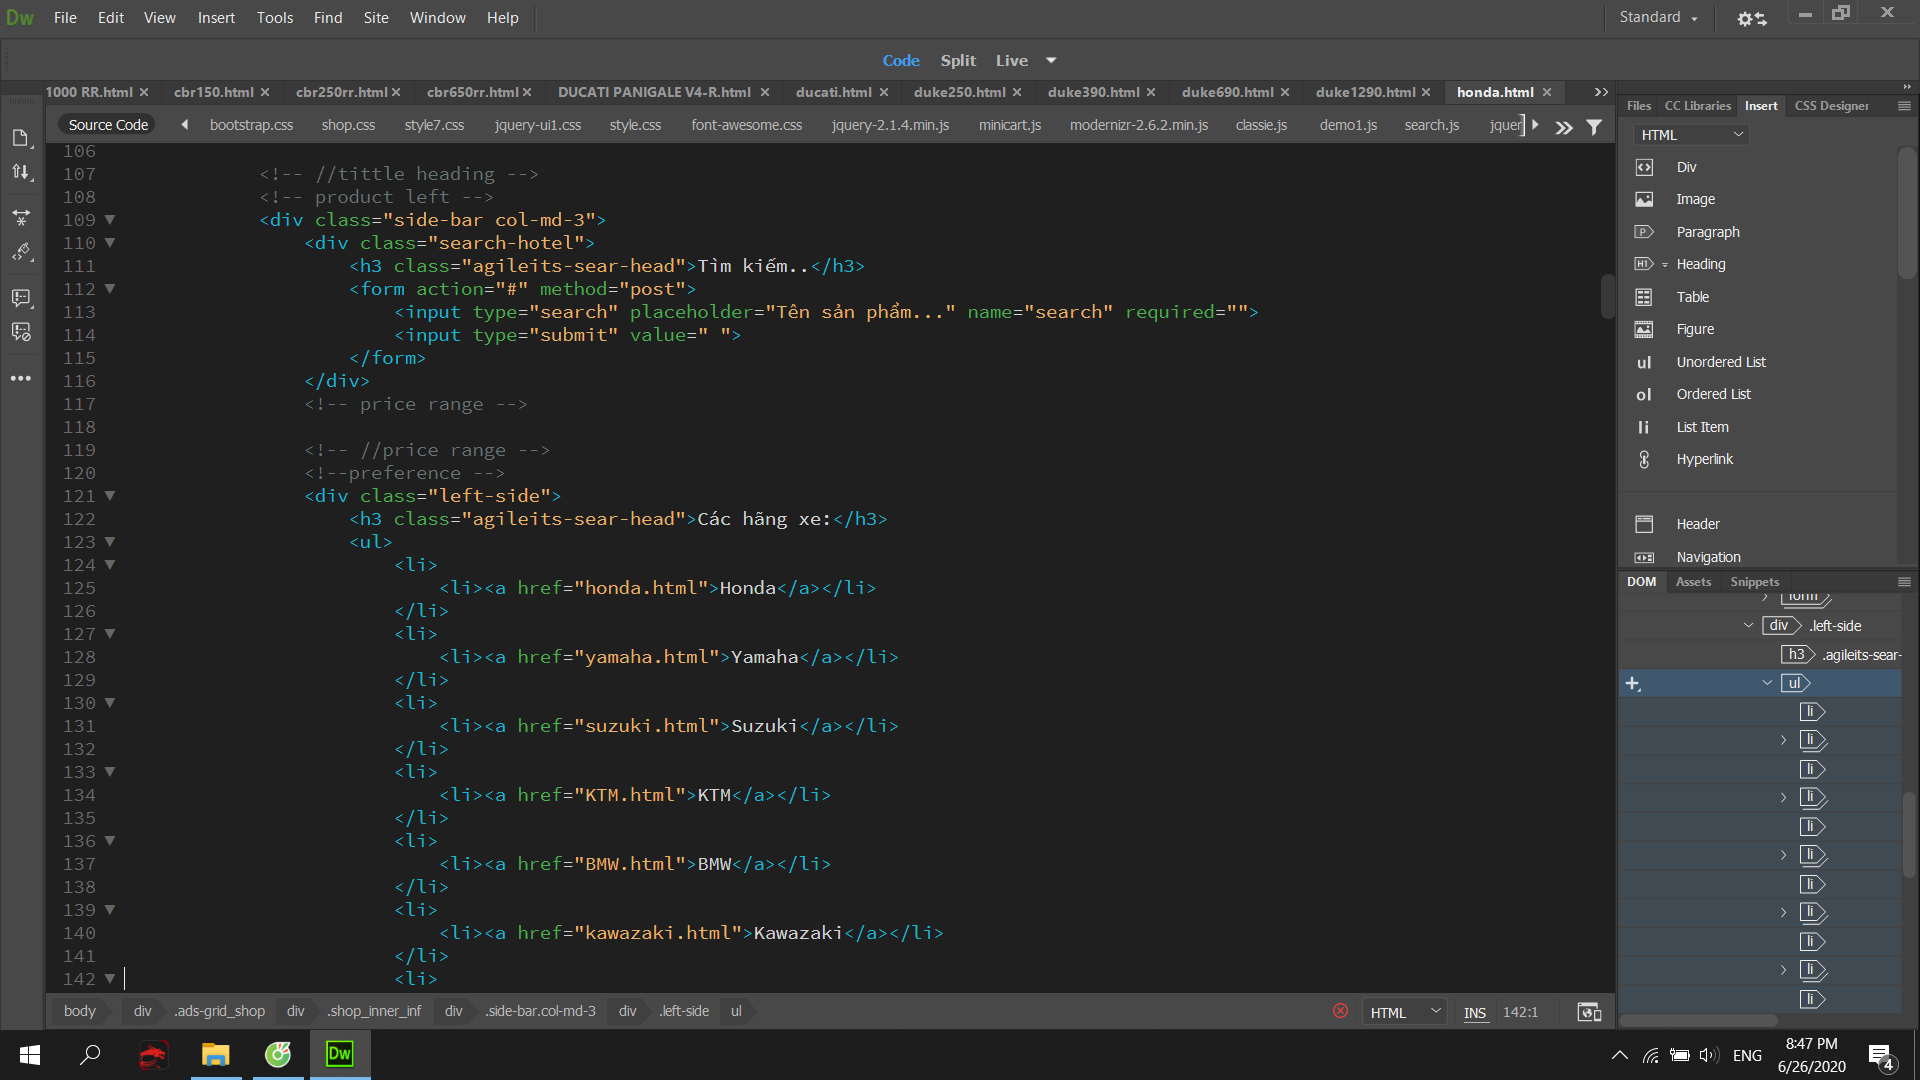 Dw File Edit View Insert Tools Find Site Window Help Standard
Code Split Live
1000 RR.html cbr150.html cbr250rr.html cbr650rr.html DUCATI PANIGALE V4-R.html ducati.html duke250.html duke390.html duke690.html duke1290.html honda.html
Source Code bootstrap.css shop.css style7.css jquery-ui1.css style.css font-awesome.css jquery-2.1.4.min.js minicart.js modernizr-2.6.2.min.js classie.js demo1.js search.js jquer
106
107 <!-- //tittle heading -->
108 <!-- product left -->
109 <div class="side-bar col-md-3">
110 <div class="search-hotel">
111 <h3 class="agileits-sear-head">Tìm kiếm..</h3>
112 <form action="#" method="post">
113 <input type="search" placeholder="Tên sản phẩm..." name="search" required="">
114 <input type="submit" value=" ">
115 </form>
116 </div>
117 <!-- price range -->
118
119 <!-- //price range -->
120 <!--preference -->
121 <div class="left-side">
122 <h3 class="agileits-sear-head">Các hãng xe:</h3>
123 <ul>
124 <li>
125 <li><a href="honda.html">Honda</a></li>
126 </li>
127 <li>
128 <li><a href="yamaha.html">Yamaha</a></li>
129 </li>
130 <li>
131 <li><a href="suzuki.html">Suzuki</a></li>
132 </li>
133 <li>
134 <li><a href="KTM.html">KTM</a></li>
135 </li>
136 <li>
137 <li><a href="BMW.html">BMW</a></li>
138 </li>
139 <li>
140 <li><a href="kawazaki.html">Kawazaki</a></li>
141 </li>
142 <li>
body div .ads-grid_shop div .shop_inner_inf div .side-bar.col-md-3 div .left-side ul HTML INS 142:1
Files CC Libraries Insert CSS Designer
HTML
Div
Image
P Paragraph
H1 Heading
Table
Figure
ul Unordered List
ol Ordered List
li List Item
Hyperlink
Header
Navigation
DOM Assets Snippets
form
div .left-side
h3 .agileits-sear-
ul
li
li
li
li
li
li
li
li
li
li
li
Dw ENG 8:47 PM
6/26/2020 4